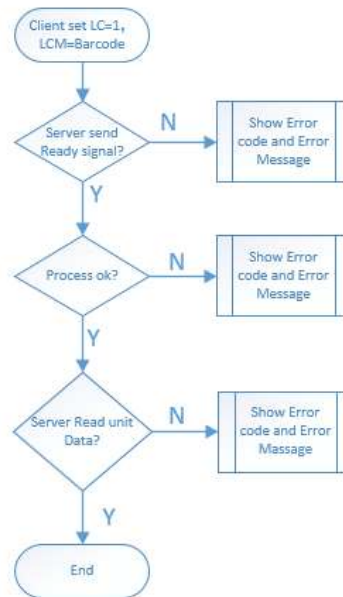 Client set LC=1,
LCM=Barcode
Server send
Ready signal?
N
Show Error
code and Error
Message
Y
Process ok?
N
Show Error
code and Error
Message
Y
Server Read unit
Data?
N
Show Error
code and Error
Massage
Y
End